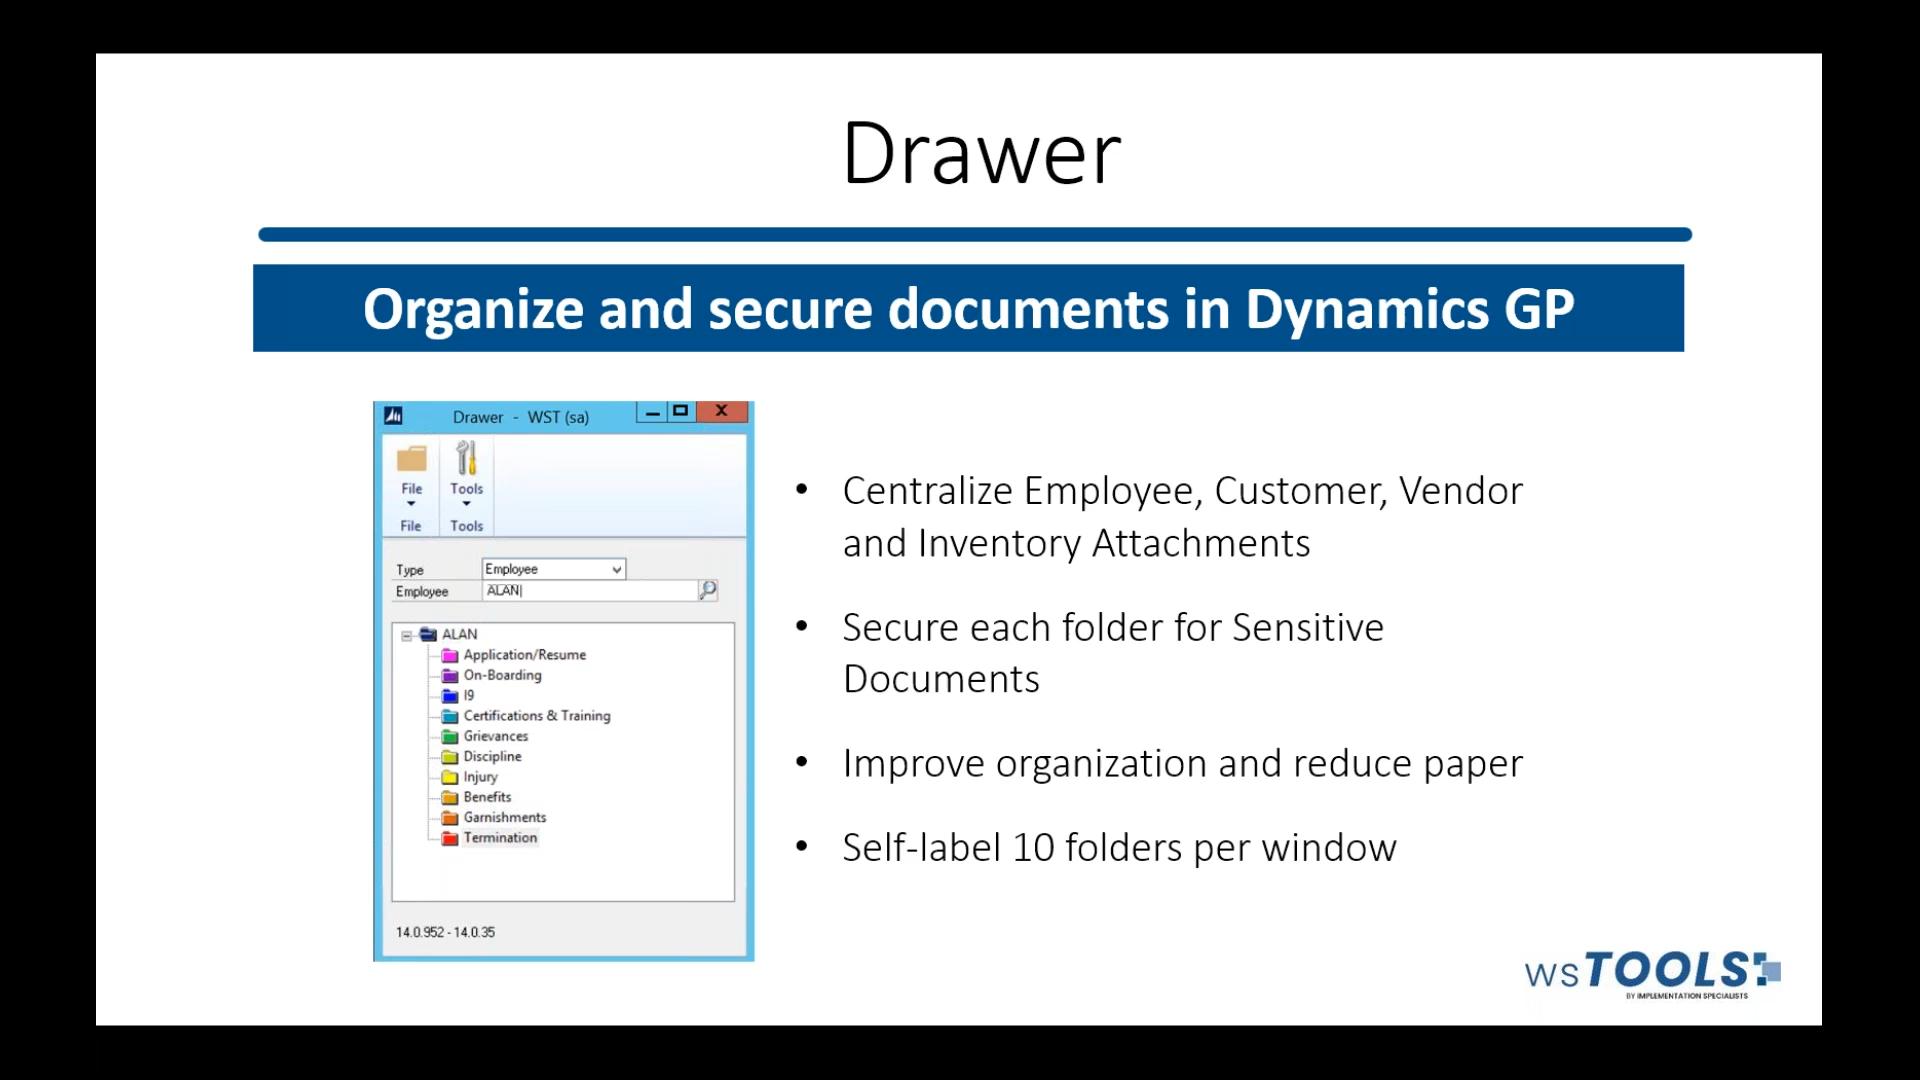 Drawer
Organize and secure documents in Dynamics GP
Drawer - WST (sa)
X
File
Tools
File
Tools
Type
Employee
Employee
ALAN
ALAN
Application/Resume
On-Boarding
I9
Certifications & Training
Grievances
Discipline
Injury
Benefits
Garnishments
Termination
14.0.952 - 14.0.35
• Centralize Employee, Customer, Vendor
and Inventory Attachments
• Secure each folder for Sensitive
Documents
• Improve organization and reduce paper
• Self-label 10 folders per window
wsTOOLS
BY IMPLEMENTATION SPECIALISTS